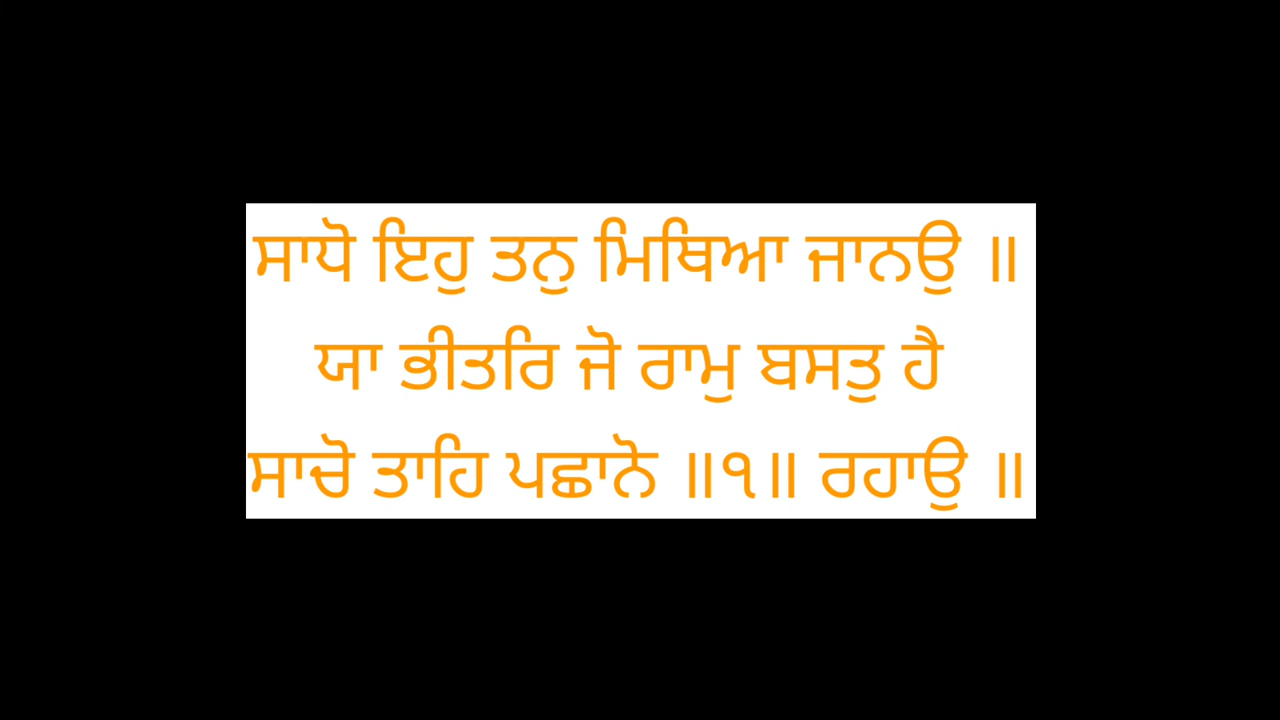 ਸਾਧੋ ਇਹੁ ਤਨੁ ਮਿਥਿਆ ਜਾਨਉ ॥
ਯਾ ਭੀਤਰਿ ਜੋ ਰਾਮੁ ਬਸਤੁ ਹੈ
ਸਾਚੋ ਤਾਹਿ ਪਛਾਨੋ ॥੧॥ ਰਹਾਉ ॥